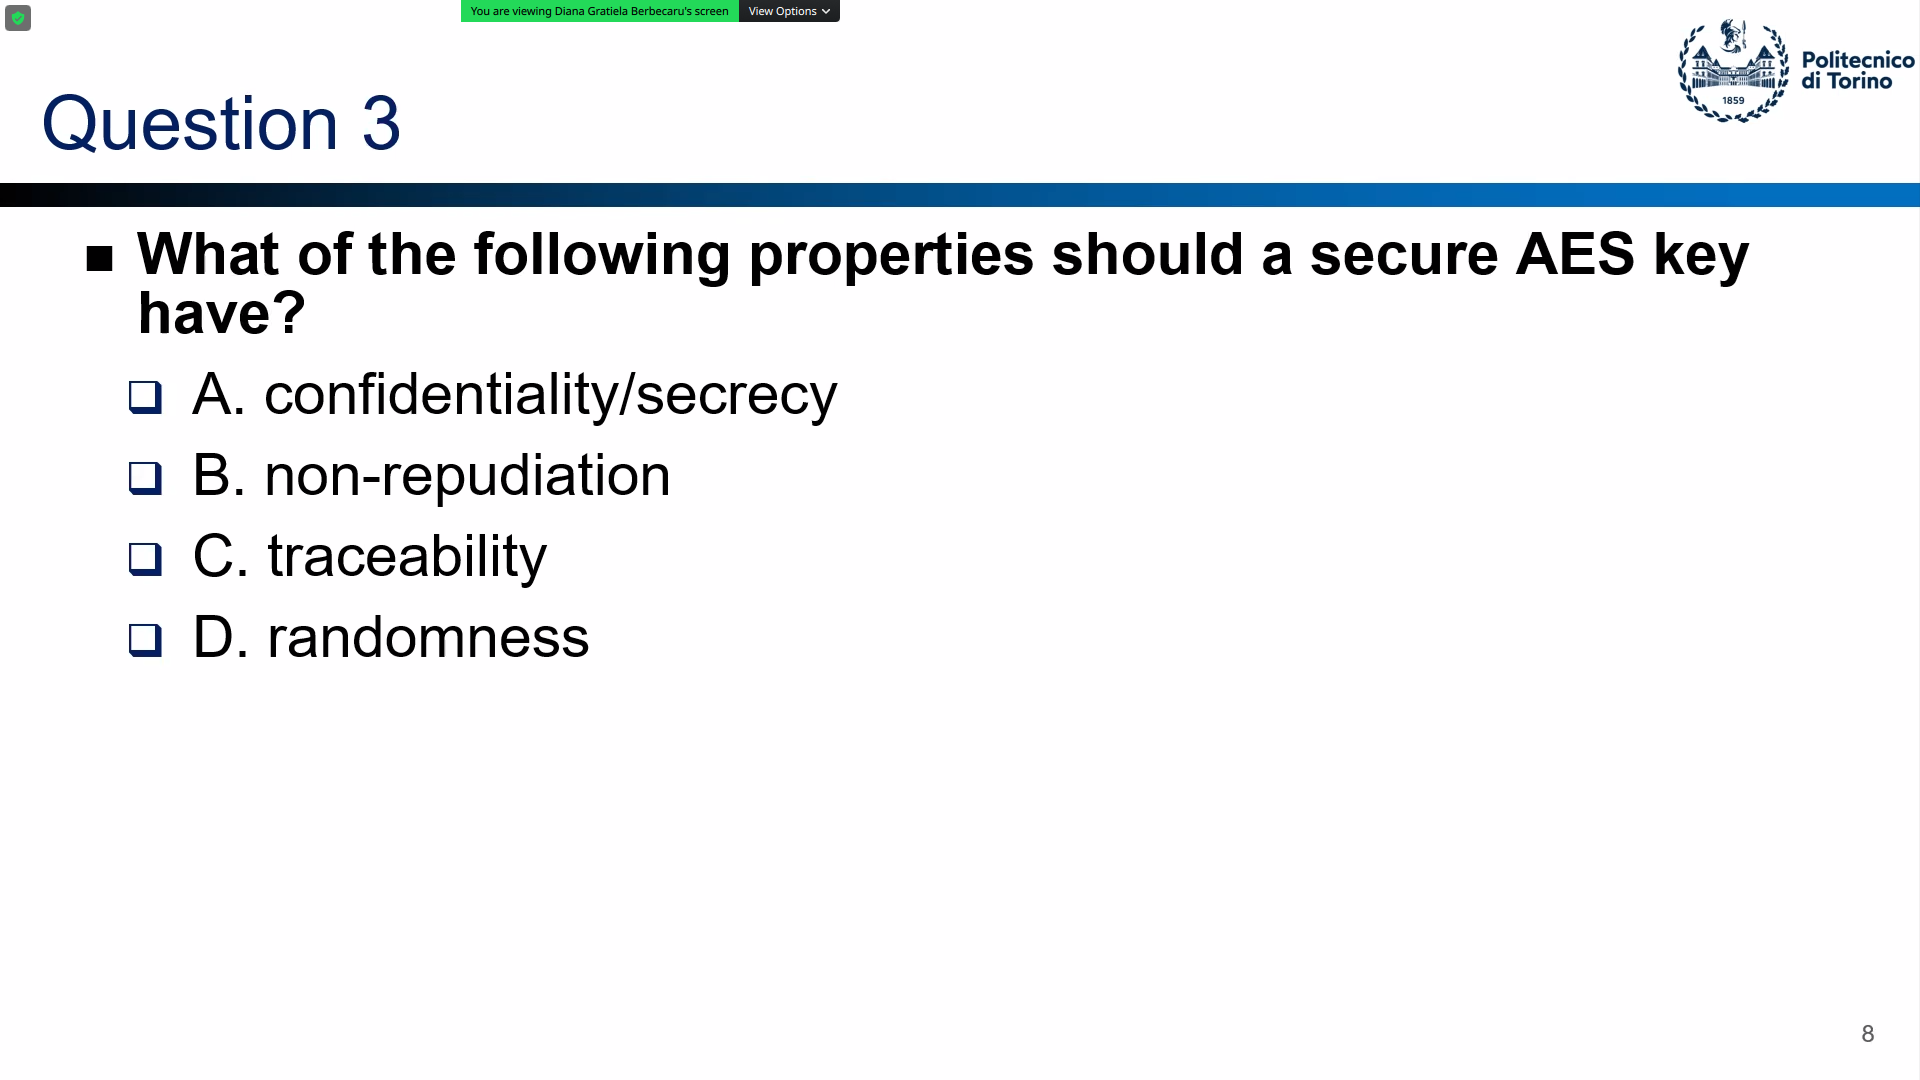 You are viewing Diana Gratiela Berbecaru's screen
View Options
Politecnico
di Torino
1859
Question 3
What of the following properties should a secure AES key
have?
A. confidentiality/secrecy
B. non-repudiation
C. traceability
D. randomness
8